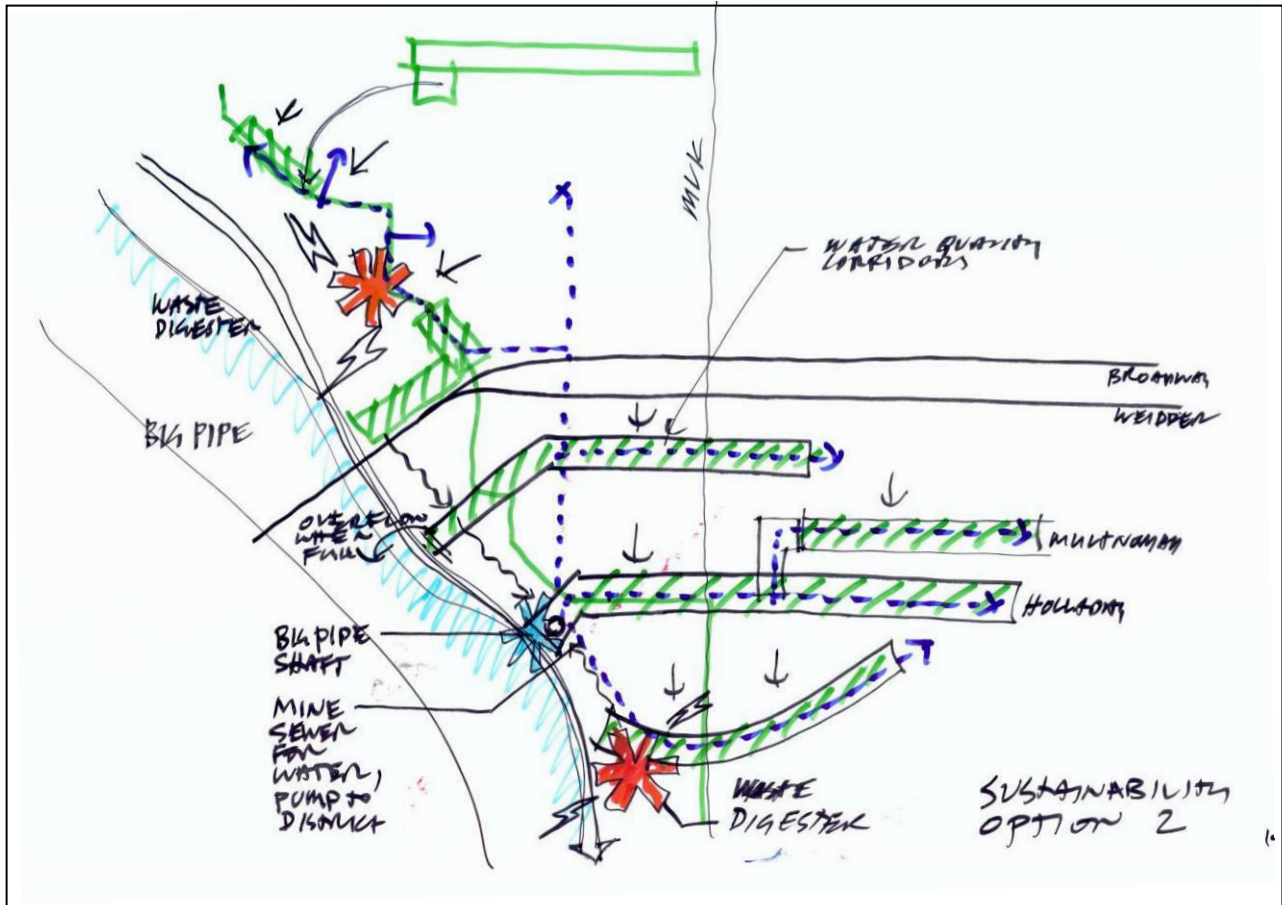 MLK
WATER QUALITY
CORRIDORS
WASTE
DIGESTER
BROADWAY
WEIDDER
BIG PIPE
OVERFLOW
WHEN
FULL
MULTNOMAH
HOLLADAY
BIG PIPE
SHAFT
MINE
SEWER
FOR
WATER,
PUMP TO
DISTRICT
WASTE
DIGESTER
SUSTAINABILITY
OPTION 2